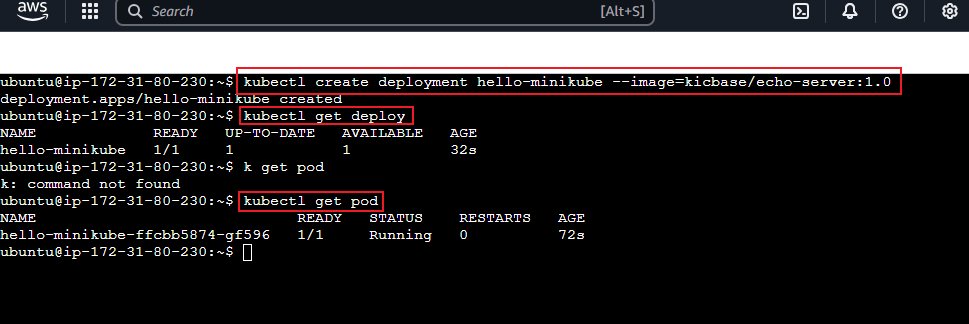 aws
Search [Alt+S]
ubuntu@ip-172-31-80-230:~$ kubectl create deployment hello-minikube --image=kicbase/echo-server:1.0
deployment.apps/hello-minikube created
ubuntu@ip-172-31-80-230:~$ kubectl get deploy
NAME READY UP-TO-DATE AVAILABLE AGE
hello-minikube 1/1 1 1 32s
ubuntu@ip-172-31-80-230:~$ k get pod
k: command not found
ubuntu@ip-172-31-80-230:~$ kubectl get pod
NAME READY STATUS RESTARTS AGE
hello-minikube-ffcbb5874-gf596 1/1 Running 0 72s
ubuntu@ip-172-31-80-230:~$